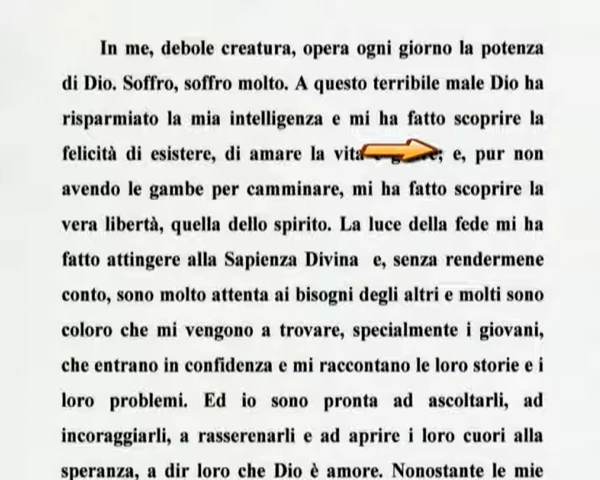 In me, debole creatura, opera ogni giorno la potenza
di Dio. Soffro, soffro molto. A questo terribile male Dio ha
risparmiato la mia intelligenza e mi ha fatto scoprire la
felicità di esistere, di amare la vita ; e, pur non
avendo le gambe per camminare, mi ha fatto scoprire la
vera libertà, quella dello spirito. La luce della fede mi ha
fatto attingere alla Sapienza Divina e, senza rendermene
conto, sono molto attenta ai bisogni degli altri e molti sono
coloro che mi vengono a trovare, specialmente i giovani,
che entrano in confidenza e mi raccontano le loro storie e i
loro problemi. Ed io sono pronta ad ascoltarli, ad
incoraggiarli, a rasserenarli e ad aprire i loro cuori alla
speranza, a dir loro che Dio è amore. Nonostante le mie